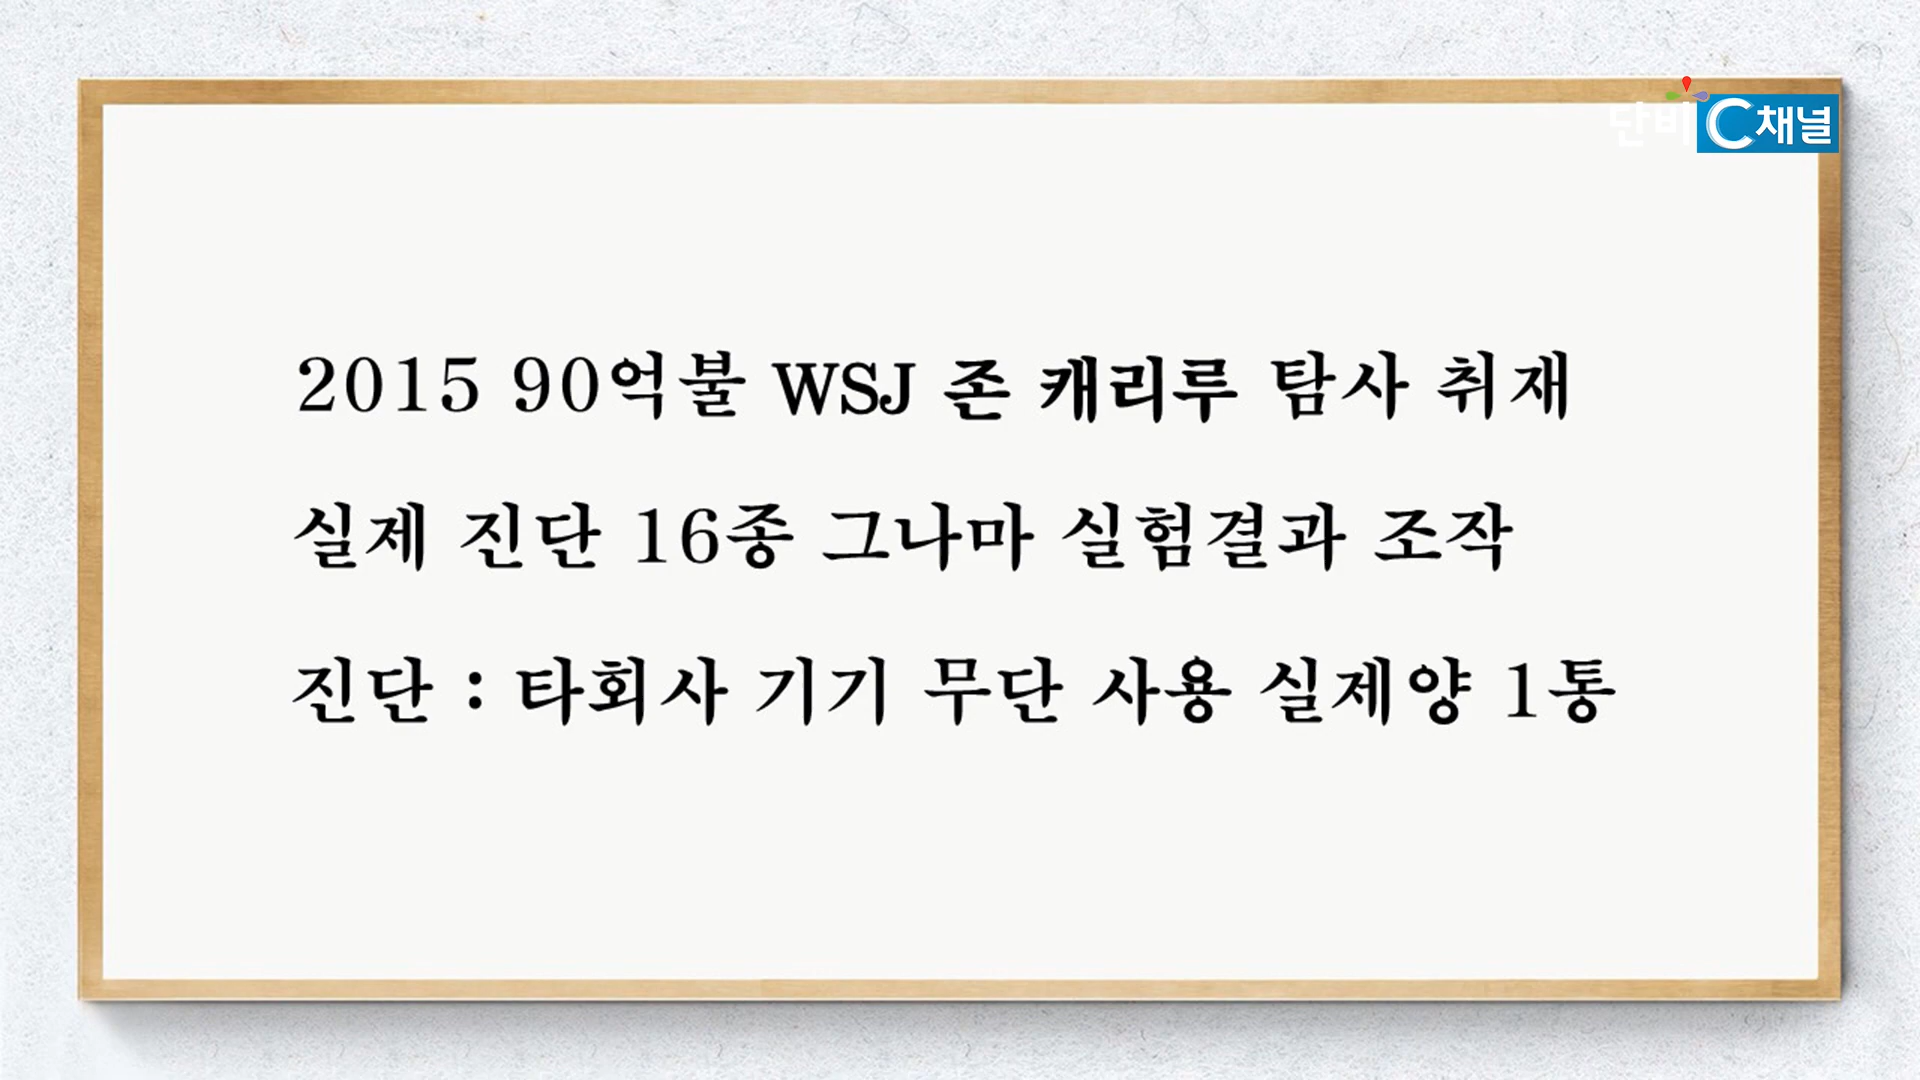 단비 C채널
2015 90억불 WSJ 존 캐리루 탐사 취재
실제 진단 16종 그나마 실험결과 조작
진단 : 타회사 기기 무단 사용 실제양 1통